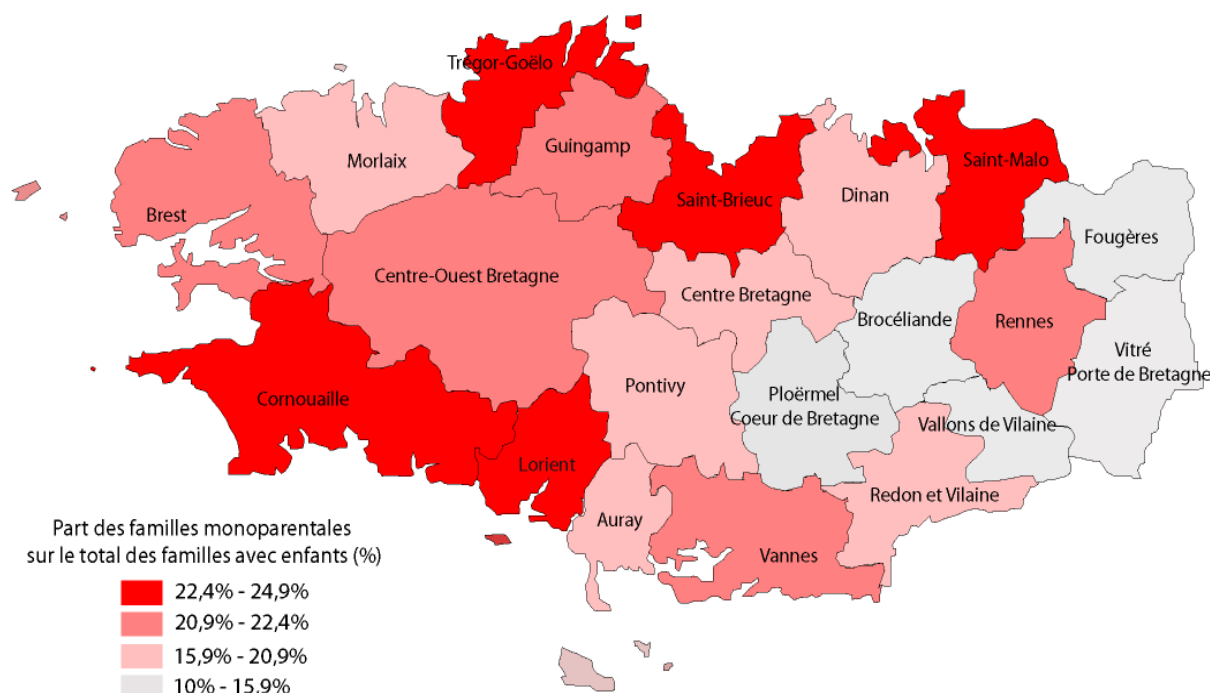 Trégor-Goëlo
Guingamp
Morlaix
Saint-Malo
Saint-Brieuc
Dinan
Brest
Fougères
Centre-Ouest Bretagne
Centre Bretagne
Brocéliande
Rennes
Vitré
Porte de Bretagne
Pontivy
Ploërmel
Coeur de Bretagne
Cornouaille
Vallons de Vilaine
Lorient
Redon et Vilaine
Auray
Vannes
Part des familles monoparentales
sur le total des familles avec enfants (%)
22,4% - 24,9%
20,9% - 22,4%
15,9% - 20,9%
10% - 15,9%